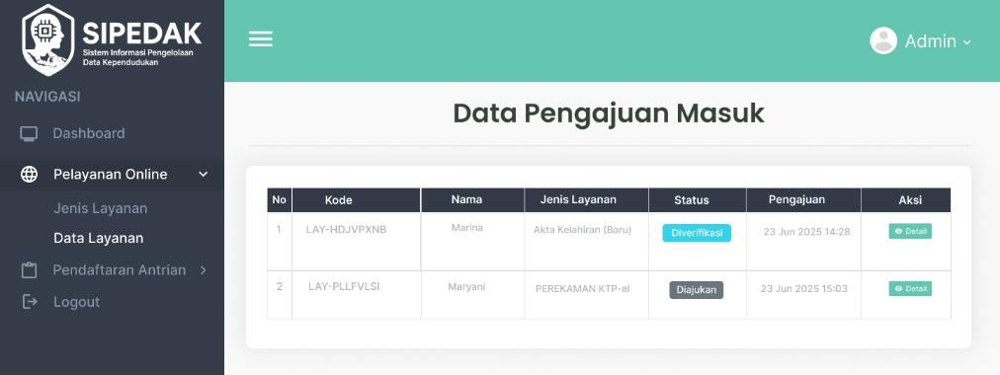 SIPEDAK
Sistem Informasi Pengelolaan
Data Kependudukan
Admin
NAVIGASI
Dashboard
Pelayanan Online
Jenis Layanan
Data Layanan
Pendaftaran Antrian
Logout
Data Pengajuan Masuk
No Kode Nama Jenis Layanan Status Pengajuan Aksi
1 LAY-HDJVPXNB Marina Akta Kelahiran (Baru) Diverifikasi 23 Jun 2025 14:28 Detail
2 LAY-PLLFVLSI Maryani PEREKAMAN KTP-el Diajukan 23 Jun 2025 15:03 Detail